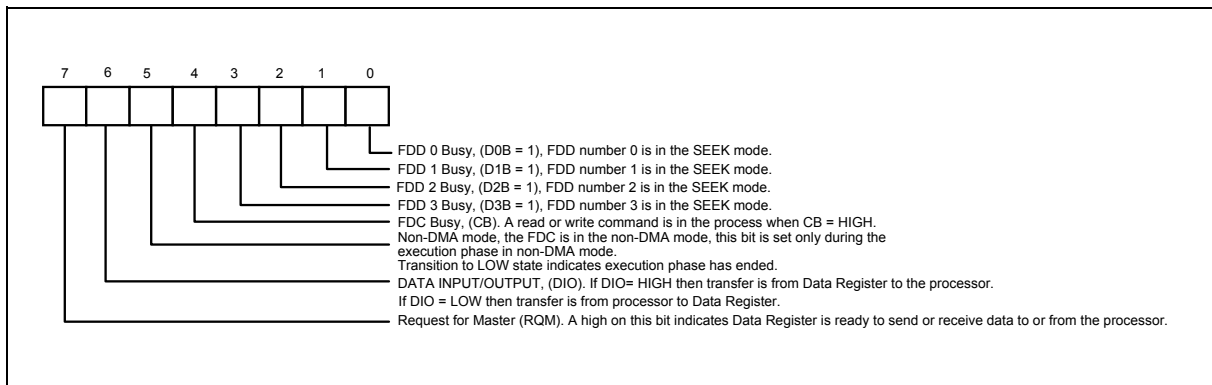 7 6 5 4 3 2 1 0
FDD 0 Busy, (D0B = 1), FDD number 0 is in the SEEK mode.
FDD 1 Busy, (D1B = 1), FDD number 1 is in the SEEK mode.
FDD 2 Busy, (D2B = 1), FDD number 2 is in the SEEK mode.
FDD 3 Busy, (D3B = 1), FDD number 3 is in the SEEK mode.
FDC Busy, (CB). A read or write command is in the process when CB = HIGH.
Non-DMA mode, the FDC is in the non-DMA mode, this bit is set only during the
execution phase in non-DMA mode.
Transition to LOW state indicates execution phase has ended.
DATA INPUT/OUTPUT, (DIO). If DIO= HIGH then transfer is from Data Register to the processor.
If DIO = LOW then transfer is from processor to Data Register.
Request for Master (RQM). A high on this bit indicates Data Register is ready to send or receive data to or from the processor.